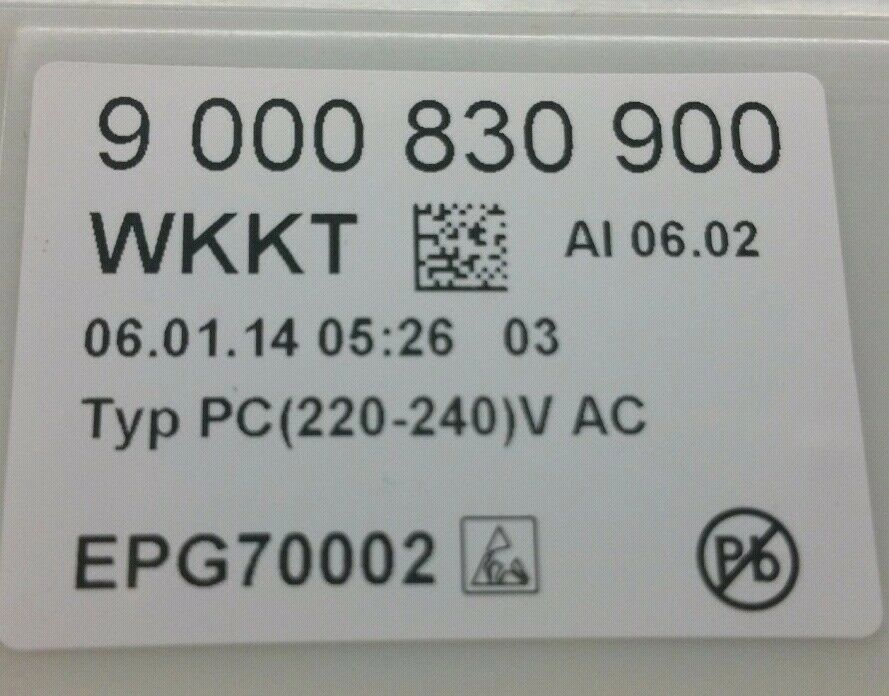 9 000 830 900
WKKT AI 06.02
06.01.14 05:26 03
Typ PC(220-240)V AC
EPG70002 Pb